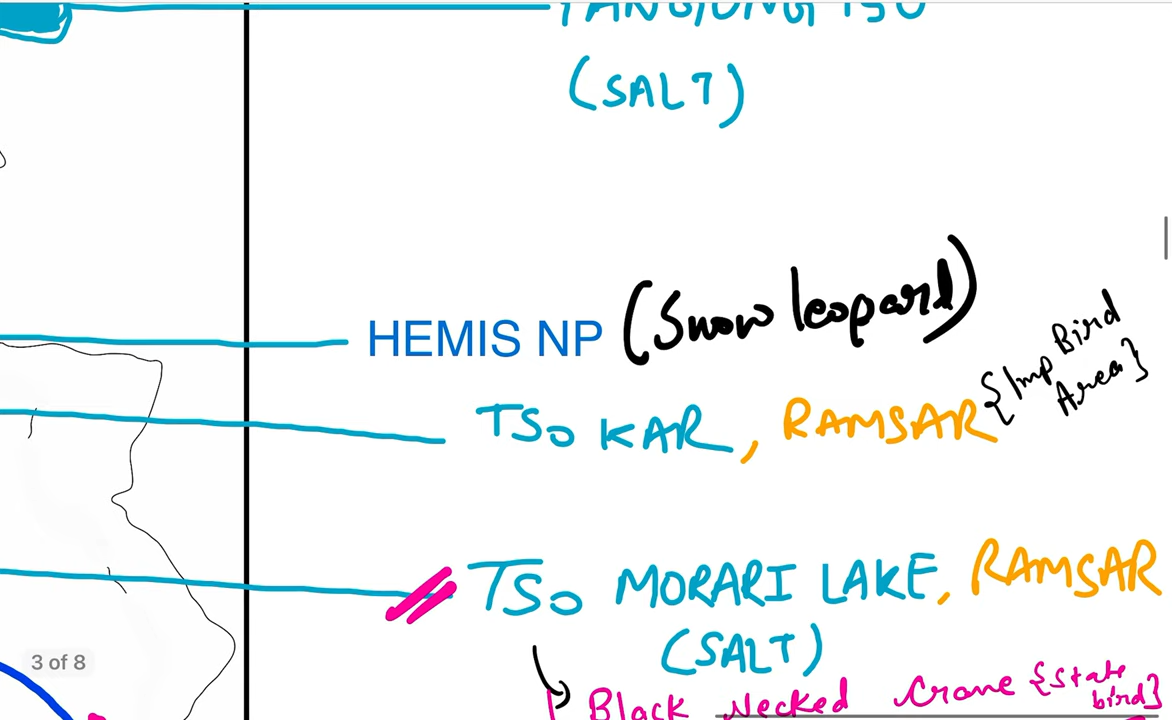 (SALT)
HEMIS NP (Snow leopard)
TSO KAR, RAMSAR {Imp Bird
Area}
TSO MORARI LAKE, RAMSAR
(SALT)
Black Necked Crane {State
bird}
3 of 8